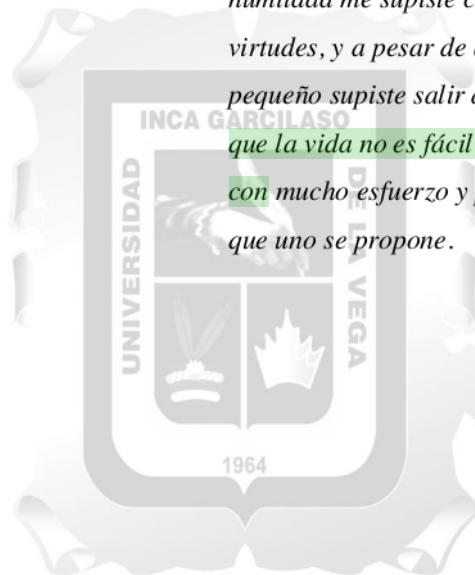 humildad me supiste
virtudes, y a pesar de
pequeño supiste salir
que la vida no es fácil
con mucho esfuerzo y
que uno se propone.
INCA GARCILASO
UNIVERSIDAD
DE LA VEGA
1964